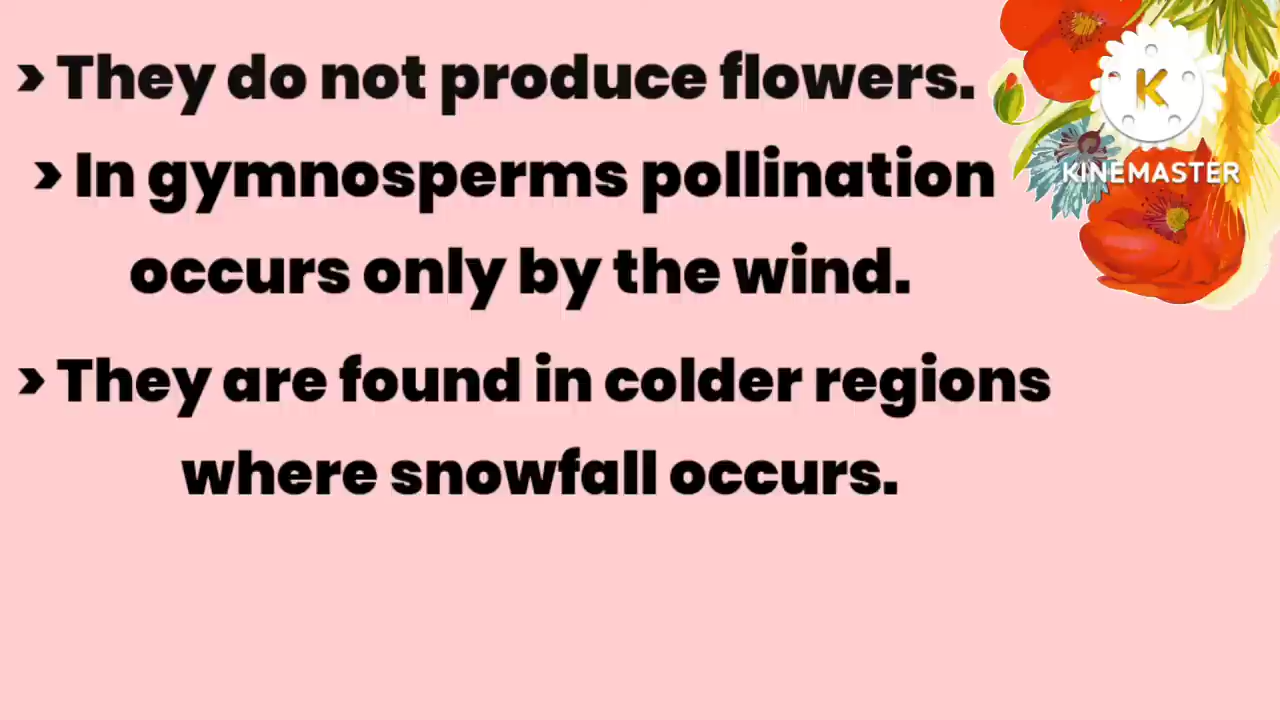 › They do not produce flowers.
› In gymnosperms pollination
occurs only by the wind.
› They are found in colder regions
where snowfall occurs.
K
KINEMASTER